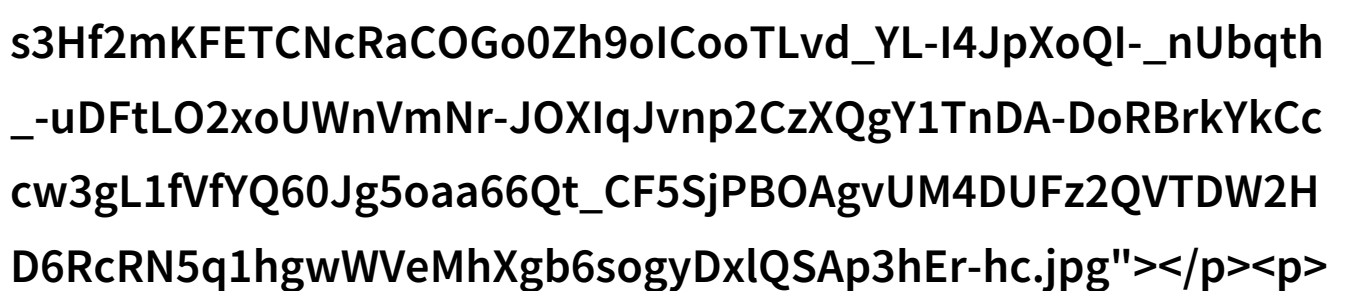 s3Hf2mKFETCNcRaCOGo0Zh9oICooTLvd_YL-I4JpXoQI-_nUbqth
_-uDFtLO2xoUWnVmNr-JOXIqJvnp2CzXQgY1TnDA-DoRBrkYkCc
cw3gL1fVfYQ60Jg5oaa66Qt_CF5SjPBOAgvUM4DUFz2QVTDW2H
D6RcRN5q1hgwWVeMhXgb6sogyDxlQSAp3hEr-hc.jpg"></p><p>